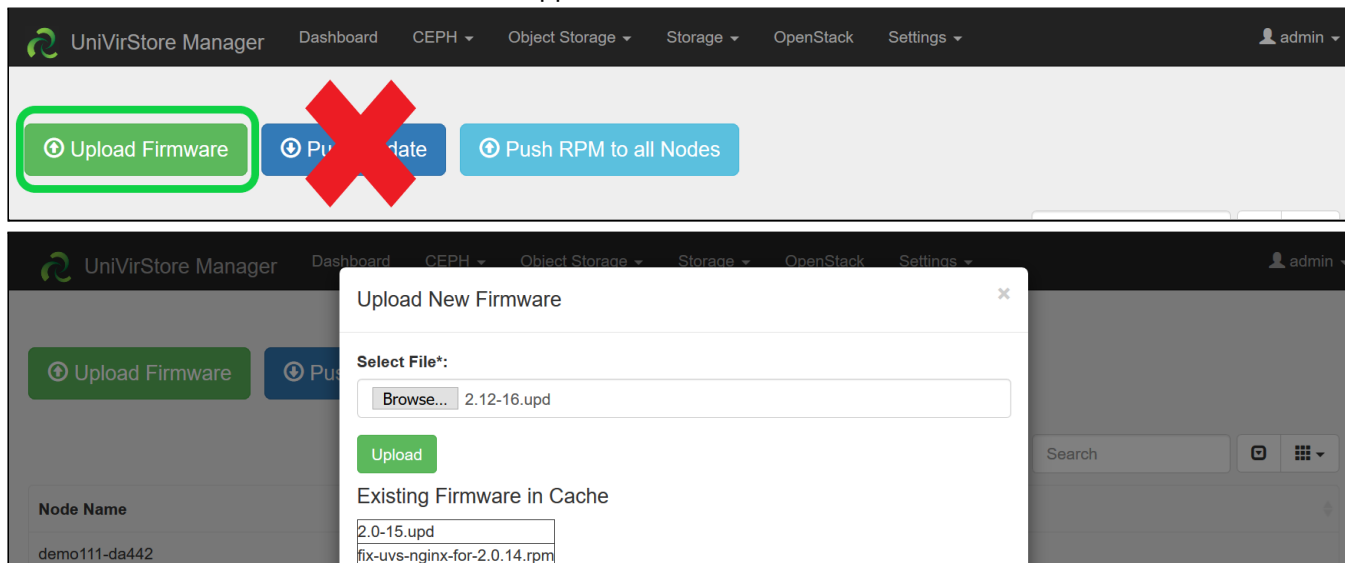 UniVirStore Manager Dashboard CEPH Object Storage Storage OpenStack Settings admin
Upload Firmware Pu date Push RPM to all Nodes
UniVirStore Manager Dashboard CEPH Object Storage Storage OpenStack Settings admin
Upload New Firmware ×
Upload Firmware Pus
Select File*:
Browse... 2.12-16.upd
Upload
Search
Existing Firmware in Cache
Node Name
2.0-15.upd
demo111-da442
fix-uvs-nginx-for-2.0.14.rpm